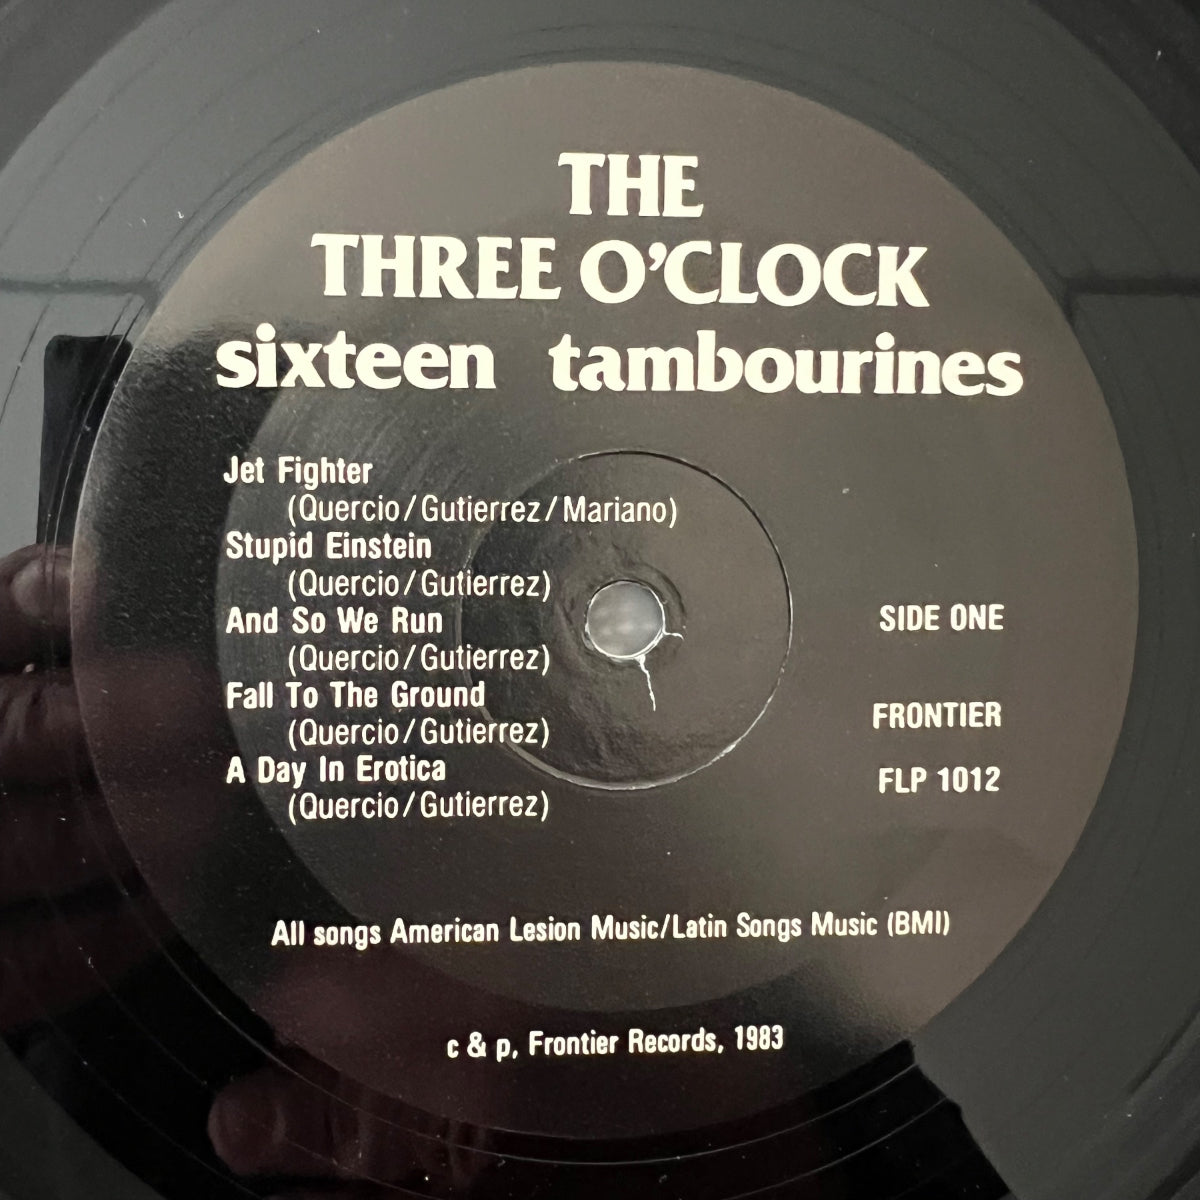 THE
THREE O'CLOCK
sixteen tambourines
Jet Fighter
(Quercio/Gutierrez/Mariano)
Stupid Einstein
(Quercio/Gutierrez)
And So We Run
(Quercio/Gutierrez)
Fall To The Ground
(Quercio/Gutierrez)
A Day In Erotica
(Quercio/Gutierrez)
SIDE ONE
FRONTIER
FLP 1012
All songs American Lesion Music/Latin Songs Music (BMI)
c & p, Frontier Records, 1983